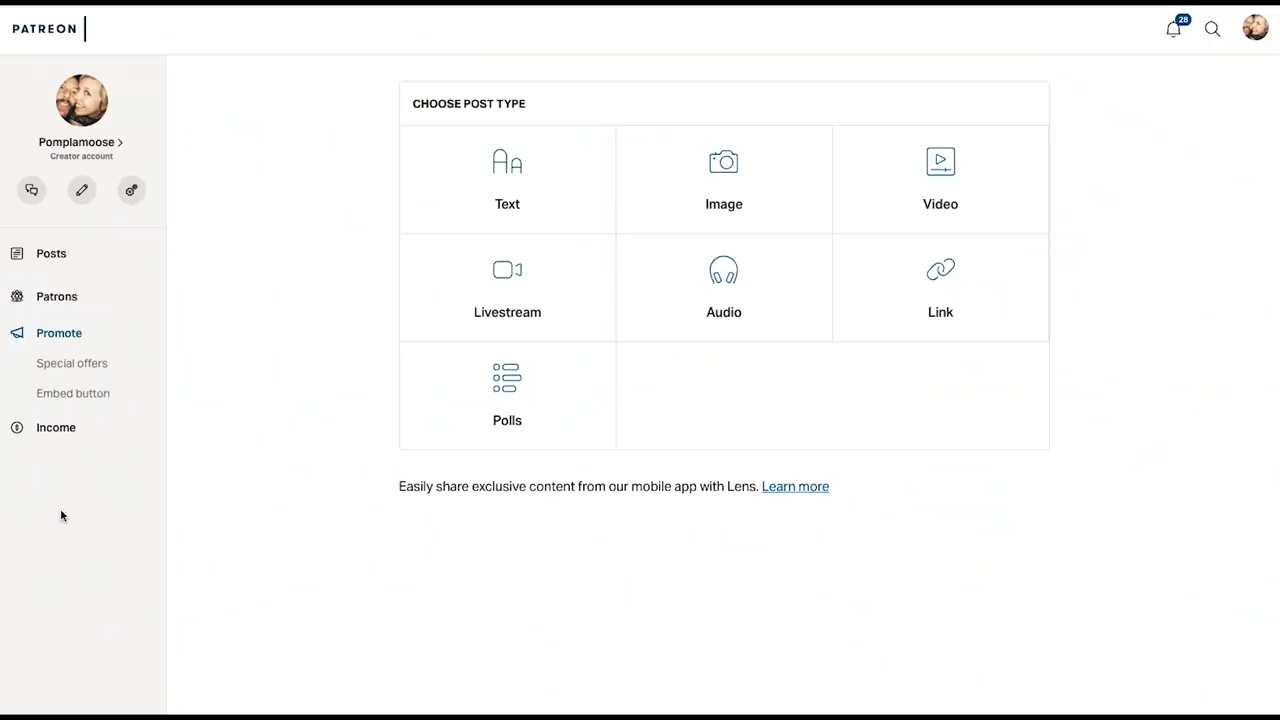 PATREON
28
Pomplamoose
Creator account
Posts
Patrons
Promote
Special offers
Embed button
Income
CHOOSE POST TYPE
Text
Image
Video
Livestream
Audio
Link
Polls
Easily share exclusive content from our mobile app with Lens. Learn more